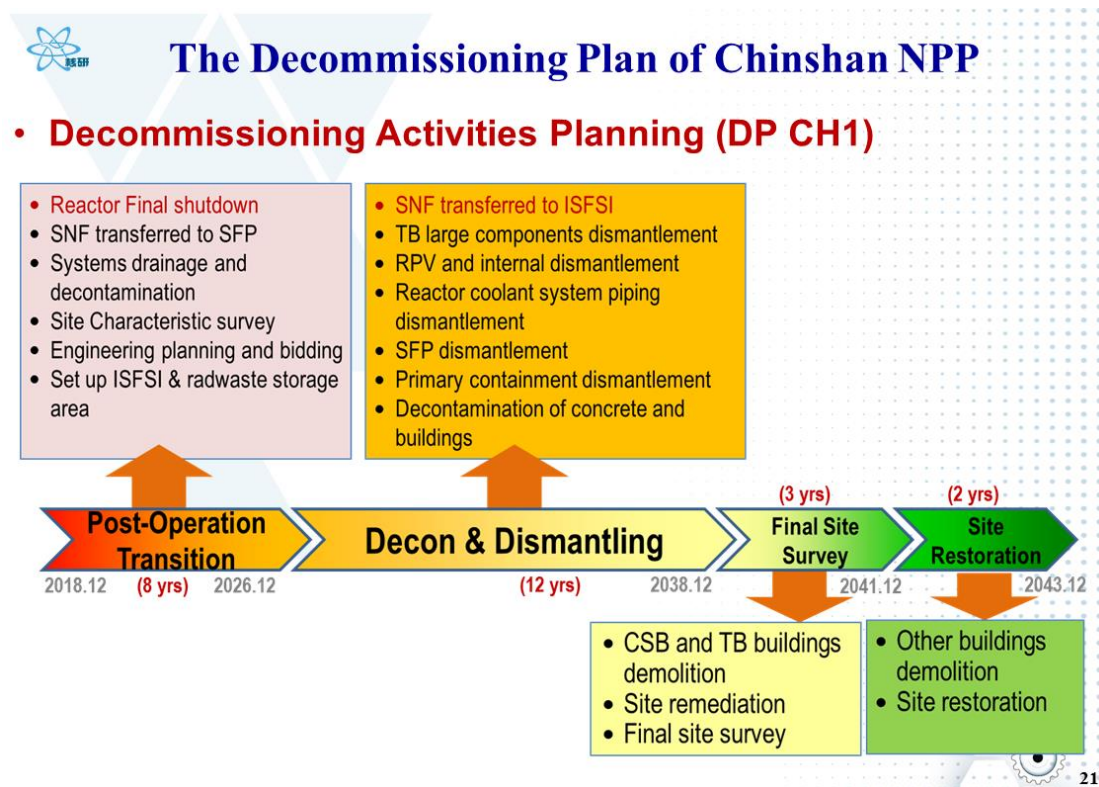 核研
The Decommissioning Plan of Chinshan NPP
• Decommissioning Activities Planning (DP CH1)
• Reactor Final shutdown
• SNF transferred to SFP
• Systems drainage and
decontamination
• Site Characteristic survey
• Engineering planning and bidding
• Set up ISFSI & radwaste storage
area
• SNF transferred to ISFSI
• TB large components dismantlement
• RPV and internal dismantlement
• Reactor coolant system piping
dismantlement
• SFP dismantlement
• Primary containment dismantlement
• Decontamination of concrete and
buildings
Post-Operation
Transition
2018.12 (8 yrs) 2026.12
Decon & Dismantling
(12 yrs) 2038.12
(3 yrs)
Final Site
Survey
2041.12
(2 yrs)
Site
Restoration
2043.12
• CSB and TB buildings
demolition
• Site remediation
• Final site survey
• Other buildings
demolition
• Site restoration
21